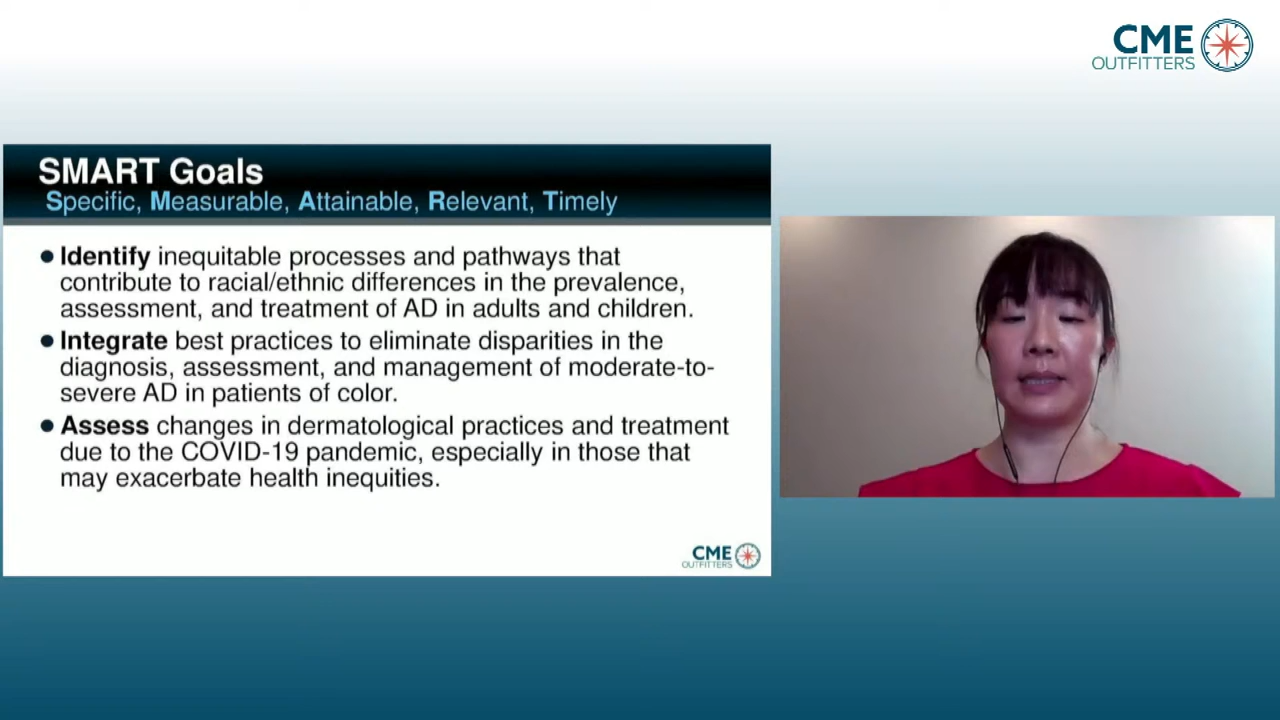 CME
OUTFITTERS
SMART Goals
Specific, Measurable, Attainable, Relevant, Timely
● Identify inequitable processes and pathways that
contribute to racial/ethnic differences in the prevalence,
assessment, and treatment of AD in adults and children.
● Integrate best practices to eliminate disparities in the
diagnosis, assessment, and management of moderate-to-
severe AD in patients of color.
● Assess changes in dermatological practices and treatment
due to the COVID-19 pandemic, especially in those that
may exacerbate health inequities.
CME
OUTFITTERS